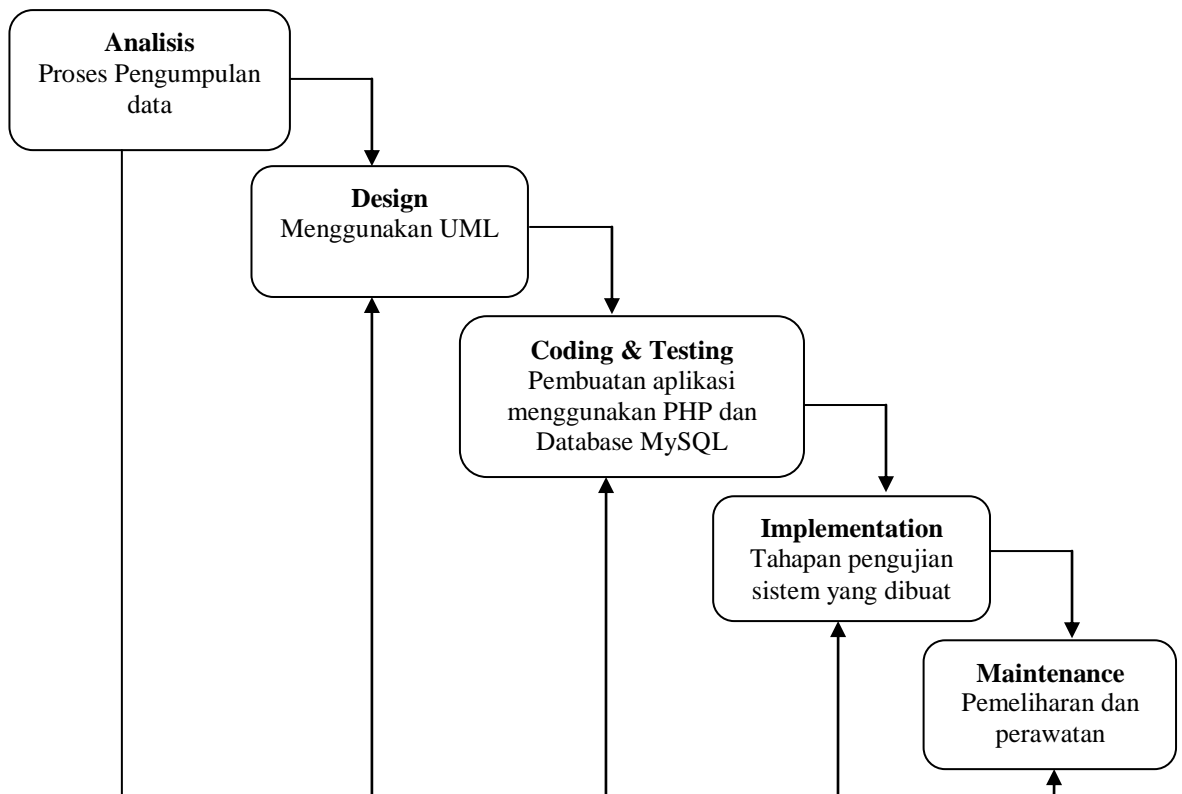 Analisis
Proses Pengumpulan
data
Design
Menggunakan UML
Coding & Testing
Pembuatan aplikasi
menggunakan PHP dan
Database MySQL
Implementation
Tahapan pengujian
sistem yang dibuat
Maintenance
Pemeliharan dan
perawatan